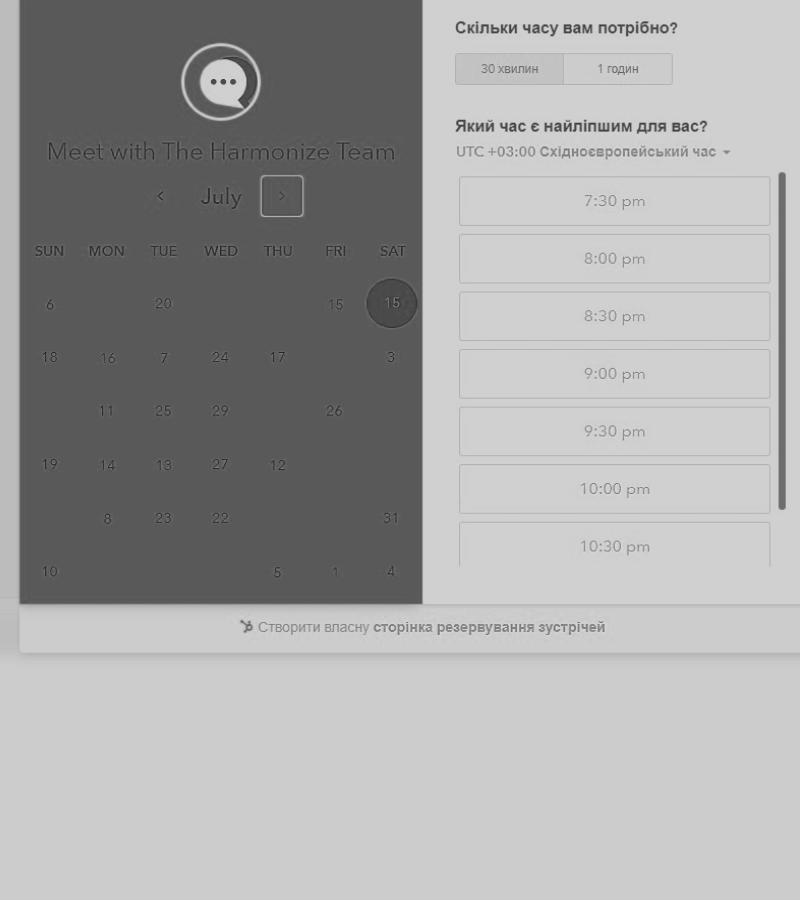 Meet with The Harmonize Team
July
SUN MON TUE WED THU FRI SAT
6 20 15 15
18 16 7 24 17 3
11 25 29 26
19 14 13 27 12
8 23 22 31
10 5 1 4
Скільки часу вам потрібно?
30 хвилин 1 годин
Який час є найліпшим для вас?
UTC +03:00 Східноєвропейський час
7:30 pm
8:00 pm
8:30 pm
9:00 pm
9:30 pm
10:00 pm
10:30 pm
Створити власну сторінка резервування зустрічей